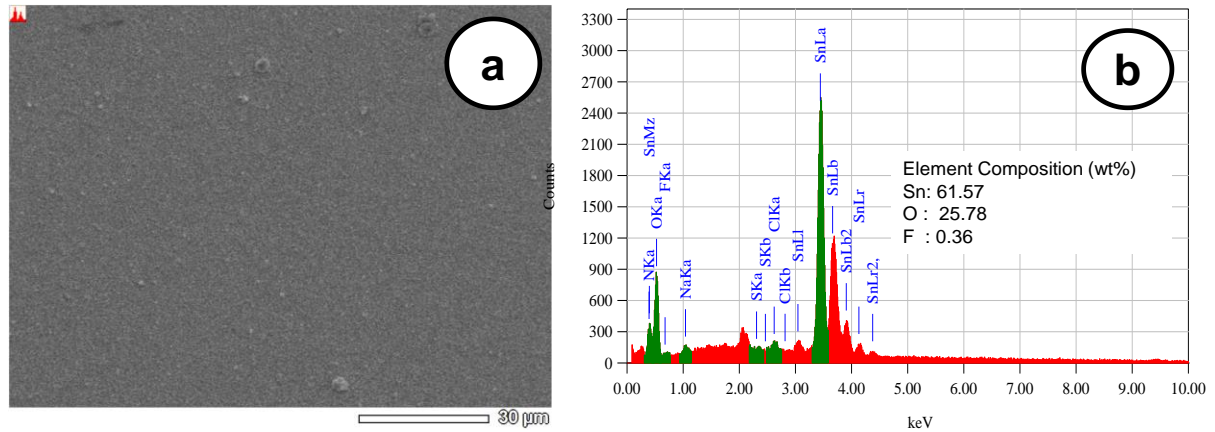 a
30 µm
b
Counts
3300
3000
2700
2400
2100
1800
1500
1200
900
600
300
0
SnMz
NKa
OKa
FKa
NaKa
SKa
SKb
ClKa
ClKb
SnLl
SnLa
SnLb
SnLb2
SnLr
SnLr2,
Element Composition (wt%)
Sn: 61.57
O : 25.78
F : 0.36
0.00 1.00 2.00 3.00 4.00 5.00 6.00 7.00 8.00 9.00 10.00
keV